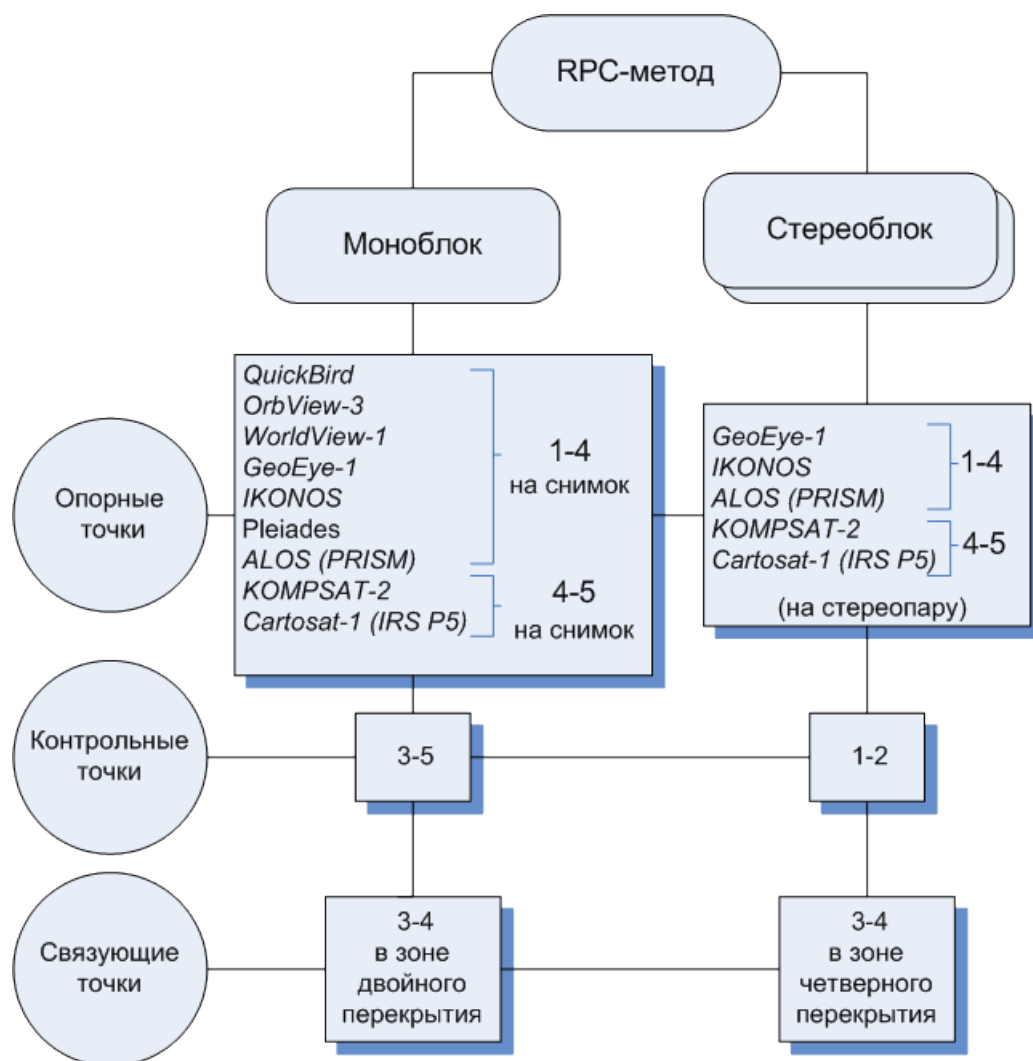 RPC-метод
Моноблок
Стереоблок
Опорные
точки
QuickBird
OrbView-3
WorldView-1
GeoEye-1
IKONOS
Pleiades
ALOS (PRISM)
1-4
на снимок
KOMPSAT-2
Cartosat-1 (IRS P5)
4-5
на снимок
GeoEye-1
IKONOS
ALOS (PRISM)
1-4
KOMPSAT-2
Cartosat-1 (IRS P5)
4-5
(на стереопару)
Контрольные
точки
3-5
1-2
Связующие
точки
3-4
в зоне
двойного
перекрытия
3-4
в зоне
четверного
перекрытия